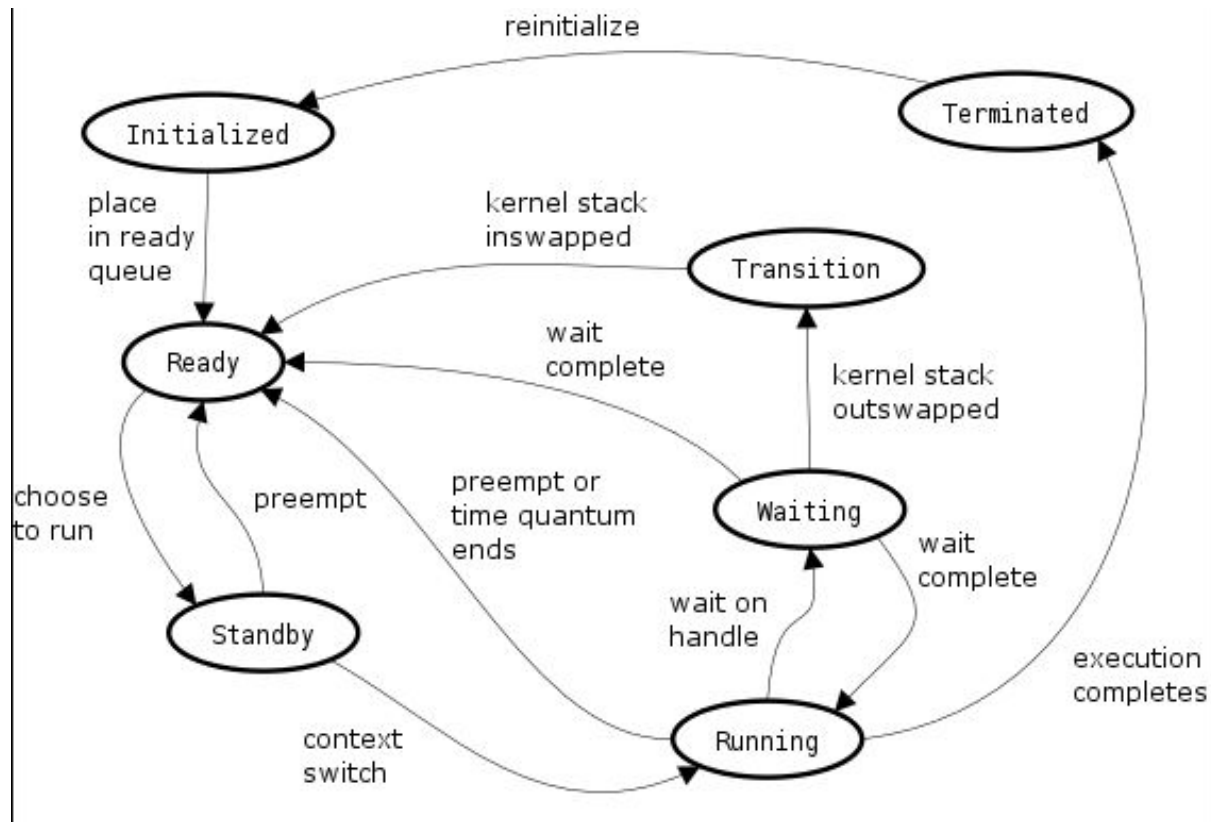 reinitialize
Initialized
Terminated
place
in ready
queue
kernel stack
inswapped
Transition
Ready
wait
complete
kernel stack
outswapped
choose
to run
preempt
preempt or
time quantum
ends
Waiting
wait
complete
Standby
wait on
handle
execution
completes
context
switch
Running